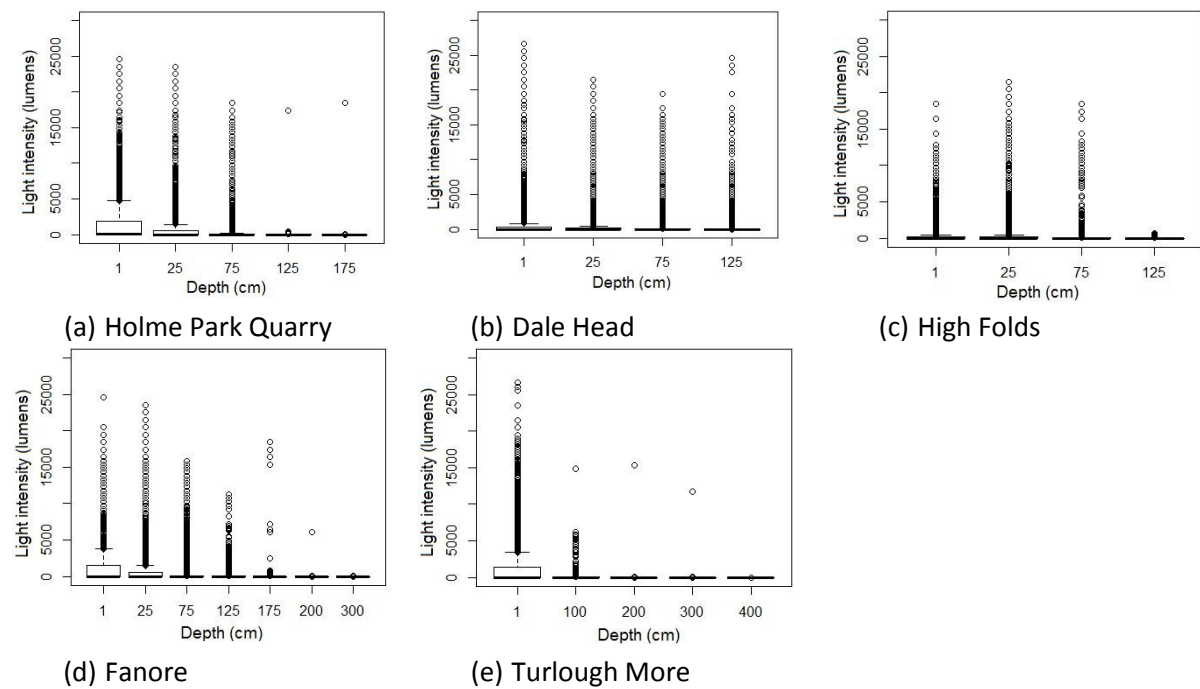 Light intensity (lumens)
0 5000 15000 25000
1 25 75 125 175
Depth (cm)
(a) Holme Park Quarry
Light intensity (lumens)
0 5000 15000 25000
1 25 75 125
Depth (cm)
(b) Dale Head
Light intensity (lumens)
0 5000 15000 25000
1 25 75 125
Depth (cm)
(c) High Folds
Light intensity (lumens)
0 5000 15000 25000
1 25 75 125 175 200 300
Depth (cm)
(d) Fanore
Light intensity (lumens)
0 5000 15000 25000
1 100 200 300 400
Depth (cm)
(e) Turlough More